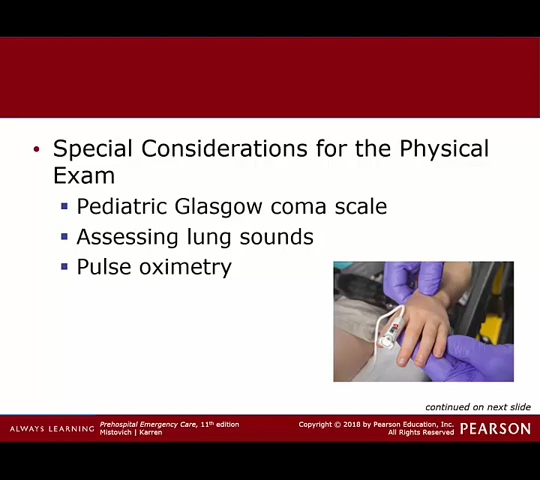 • Special Considerations for the Physical
Exam
▪ Pediatric Glasgow coma scale
▪ Assessing lung sounds
▪ Pulse oximetry
continued on next slide
ALWAYS LEARNING
Prehospital Emergency Care, 11th edition
Mistovich | Karren
Copyright © 2018 by Pearson Education, Inc.
All Rights Reserved
PEARSON